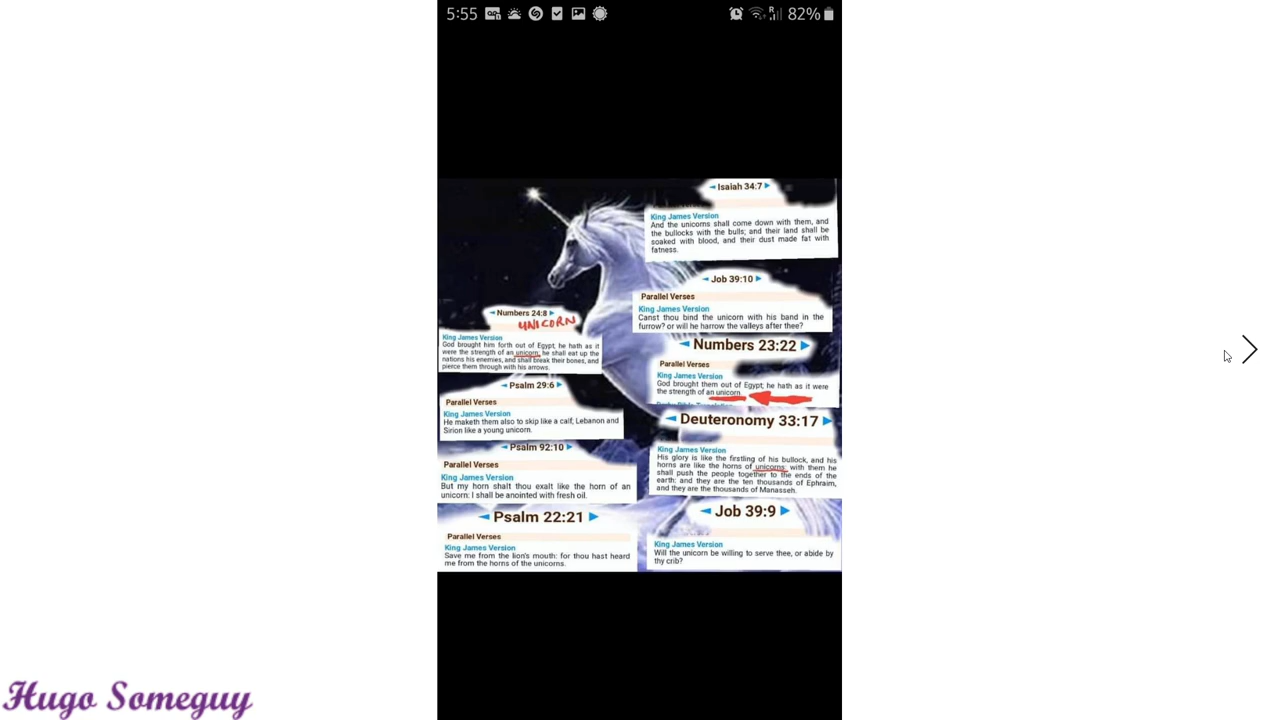 5:55
82%
Isaiah 34:7
King James Version
And the unicorns shall come down with them, and
the bullocks with the bulls; and their land shall be
soaked with blood, and their dust made fat with
fatness.
Job 39:10
Parallel Verses
King James Version
Canst thou bind the unicorn with his band in the
furrow? or will he harrow the valleys after thee?
Numbers 24:8
UNICORN
King James Version
God brought him forth out of Egypt; he hath as it
were the strength of an unicorn: he shall eat up the
nations his enemies, and shall break their bones, and
pierce them through with his arrows.
Numbers 23:22
Parallel Verses
King James Version
God brought them out of Egypt; he hath as it were
the strength of an unicorn.
Psalm 29:6
Parallel Verses
King James Version
He maketh them also to skip like a calf; Lebanon and
Sirion like a young unicorn.
Deuteronomy 33:17
King James Version
His glory is like the firstling of his bullock, and his
horns are like the horns of unicorns: with them he
shall push the people together to the ends of the
earth: and they are the ten thousands of Ephraim,
and they are the thousands of Manasseh.
Psalm 92:10
Parallel Verses
King James Version
But my horn shalt thou exalt like the horn of an
unicorn: I shall be anointed with fresh oil.
Psalm 22:21
Parallel Verses
King James Version
Save me from the lion's mouth: for thou hast heard
me from the horns of the unicorns.
Job 39:9
King James Version
Will the unicorn be willing to serve thee, or abide by
thy crib?
Hugo Someguy